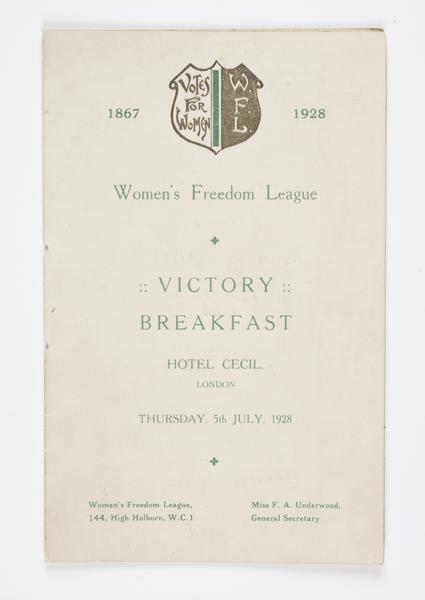 1867
VOTES
FOR
WOMEN
W.
F.
L.
1928
Women's Freedom League
:: VICTORY ::
BREAKFAST
HOTEL CECIL,
LONDON
THURSDAY, 5th JULY, 1928
Women's Freedom League,
144, High Holborn, W.C.1
Miss F. A. Underwood,
General Secretary